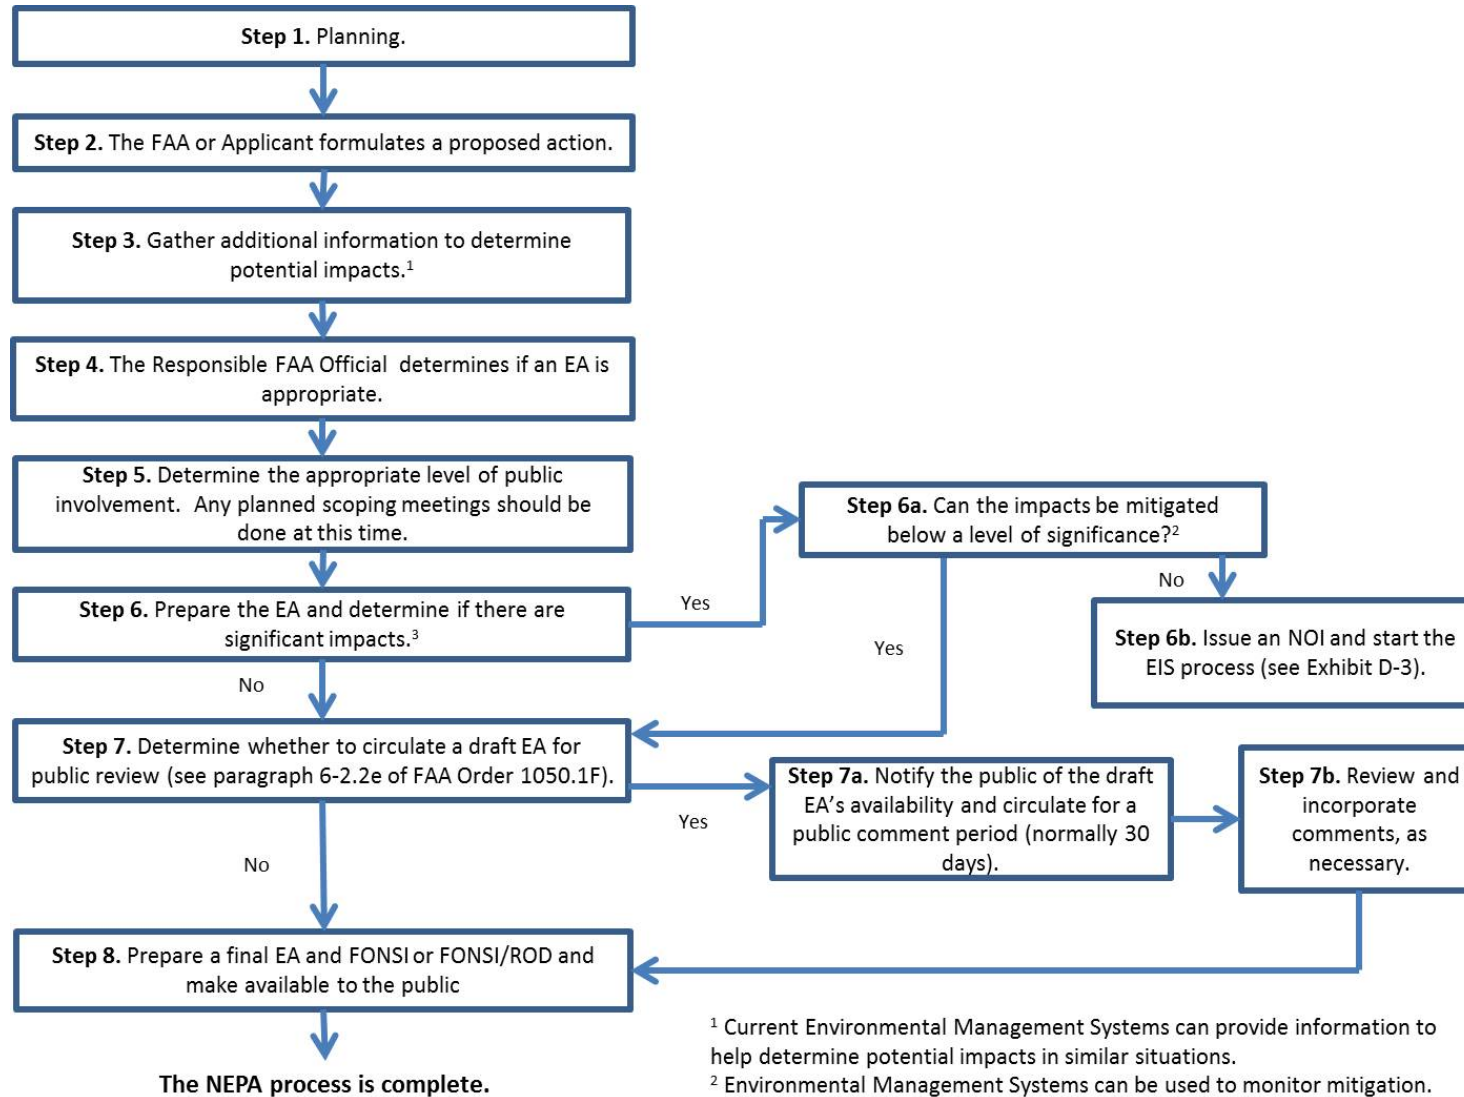 Step 1. Planning.
Step 2. The FAA or Applicant formulates a proposed action.
Step 3. Gather additional information to determine
potential impacts.¹
Step 4. The Responsible FAA Official determines if an EA is
appropriate.
Step 5. Determine the appropriate level of public
involvement. Any planned scoping meetings should be
done at this time.
Step 6. Prepare the EA and determine if there are
significant impacts.³
Yes
Step 6a. Can the impacts be mitigated
below a level of significance?²
No
Step 6b. Issue an NOI and start the
EIS process (see Exhibit D-3).
Yes
No
Step 7. Determine whether to circulate a draft EA for
public review (see paragraph 6-2.2e of FAA Order 1050.1F).
Yes
Step 7a. Notify the public of the draft
EA’s availability and circulate for a
public comment period (normally 30
days).
Step 7b. Review and
incorporate
comments, as
necessary.
No
Step 8. Prepare a final EA and FONSI or FONSI/ROD and
make available to the public
The NEPA process is complete.
¹ Current Environmental Management Systems can provide information to
help determine potential impacts in similar situations.
² Environmental Management Systems can be used to monitor mitigation.